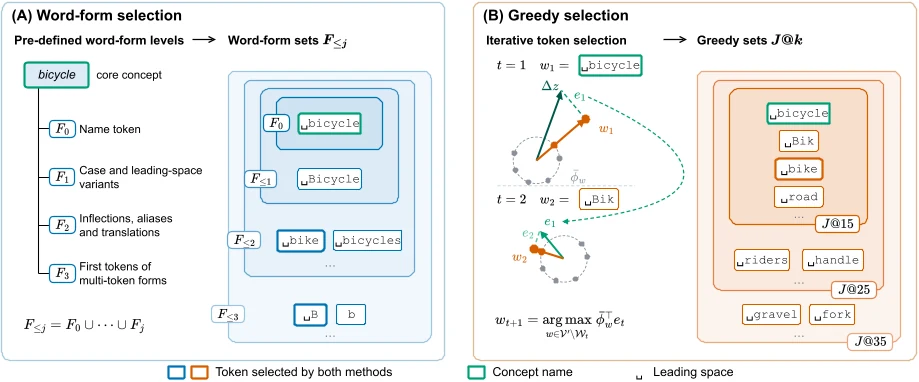 (A) Word-form selection
Pre-defined word-form levels → Word-form sets F≤j
bicycle core concept
F0 Name token
F1 Case and leading-space
variants
F2 Inflections, aliases
and translations
F3 First tokens of
multi-token forms
F≤j = F0 ∪ ⋯ ∪ Fj
F0 ␣bicycle
F≤1 ␣Bicycle
F≤2 ␣bike ␣bicycles
...
F≤3 ␣B b
...
(B) Greedy selection
Iterative token selection → Greedy sets J@k
t = 1 w1 = ␣bicycle
Δz e1
w1
ϕ̄w
t = 2 w2 = ␣Bik
e1
e2
w2
wt+1 = arg max ϕ̄w⊤et
w∈V′\Wt
␣bicycle
␣Bik
␣bike
␣road
...
J@15
␣riders ␣handle
...
J@25
␣gravel ␣fork
...
J@35
Token selected by both methods Concept name ␣ Leading space